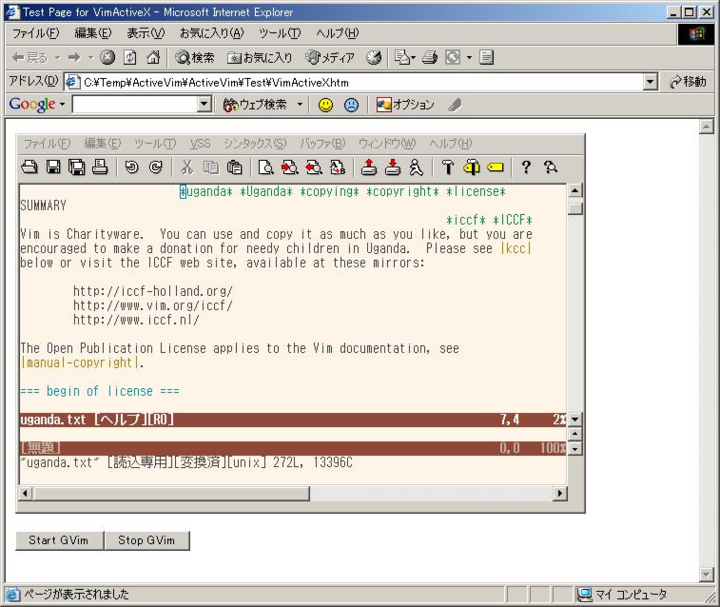 Test Page for VimActiveX - Microsoft Internet Explorer
ファイル(F) 編集(E) 表示(V) お気に入り(A) ツール(T) ヘルプ(H)
戻る 検索 お気に入り メディア
アドレス(D) C:¥Temp¥ActiveVim¥ActiveVim¥Test¥VimActiveX.htm 移動
Google ウェブ検索 オプション
ファイル(F) 編集(E) ツール(T) VSS シンタックス(S) バッファ(B) ウィンドウ(W) ヘルプ(H)
*uganda* *Uganda* *copying* *copyright* *license*
SUMMARY
*iccf* *ICCF*
Vim is Charityware.  You can use and copy it as much as you like, but you are
encouraged to make a donation for needy children in Uganda.  Please see |kcc|
below or visit the ICCF web site, available at these mirrors:
http://iccf-holland.org/
http://www.vim.org/iccf/
http://www.iccf.nl/
The Open Publication License applies to the Vim documentation, see
|manual-copyright|.
=== begin of license ===
uganda.txt [ヘルプ][RO] 7,4 2%
[無題] 0,0 100%
"uganda.txt" [読込専用][変換済][unix] 272L, 13396C
Start GVim Stop GVim
ページが表示されました マイ コンピュータ